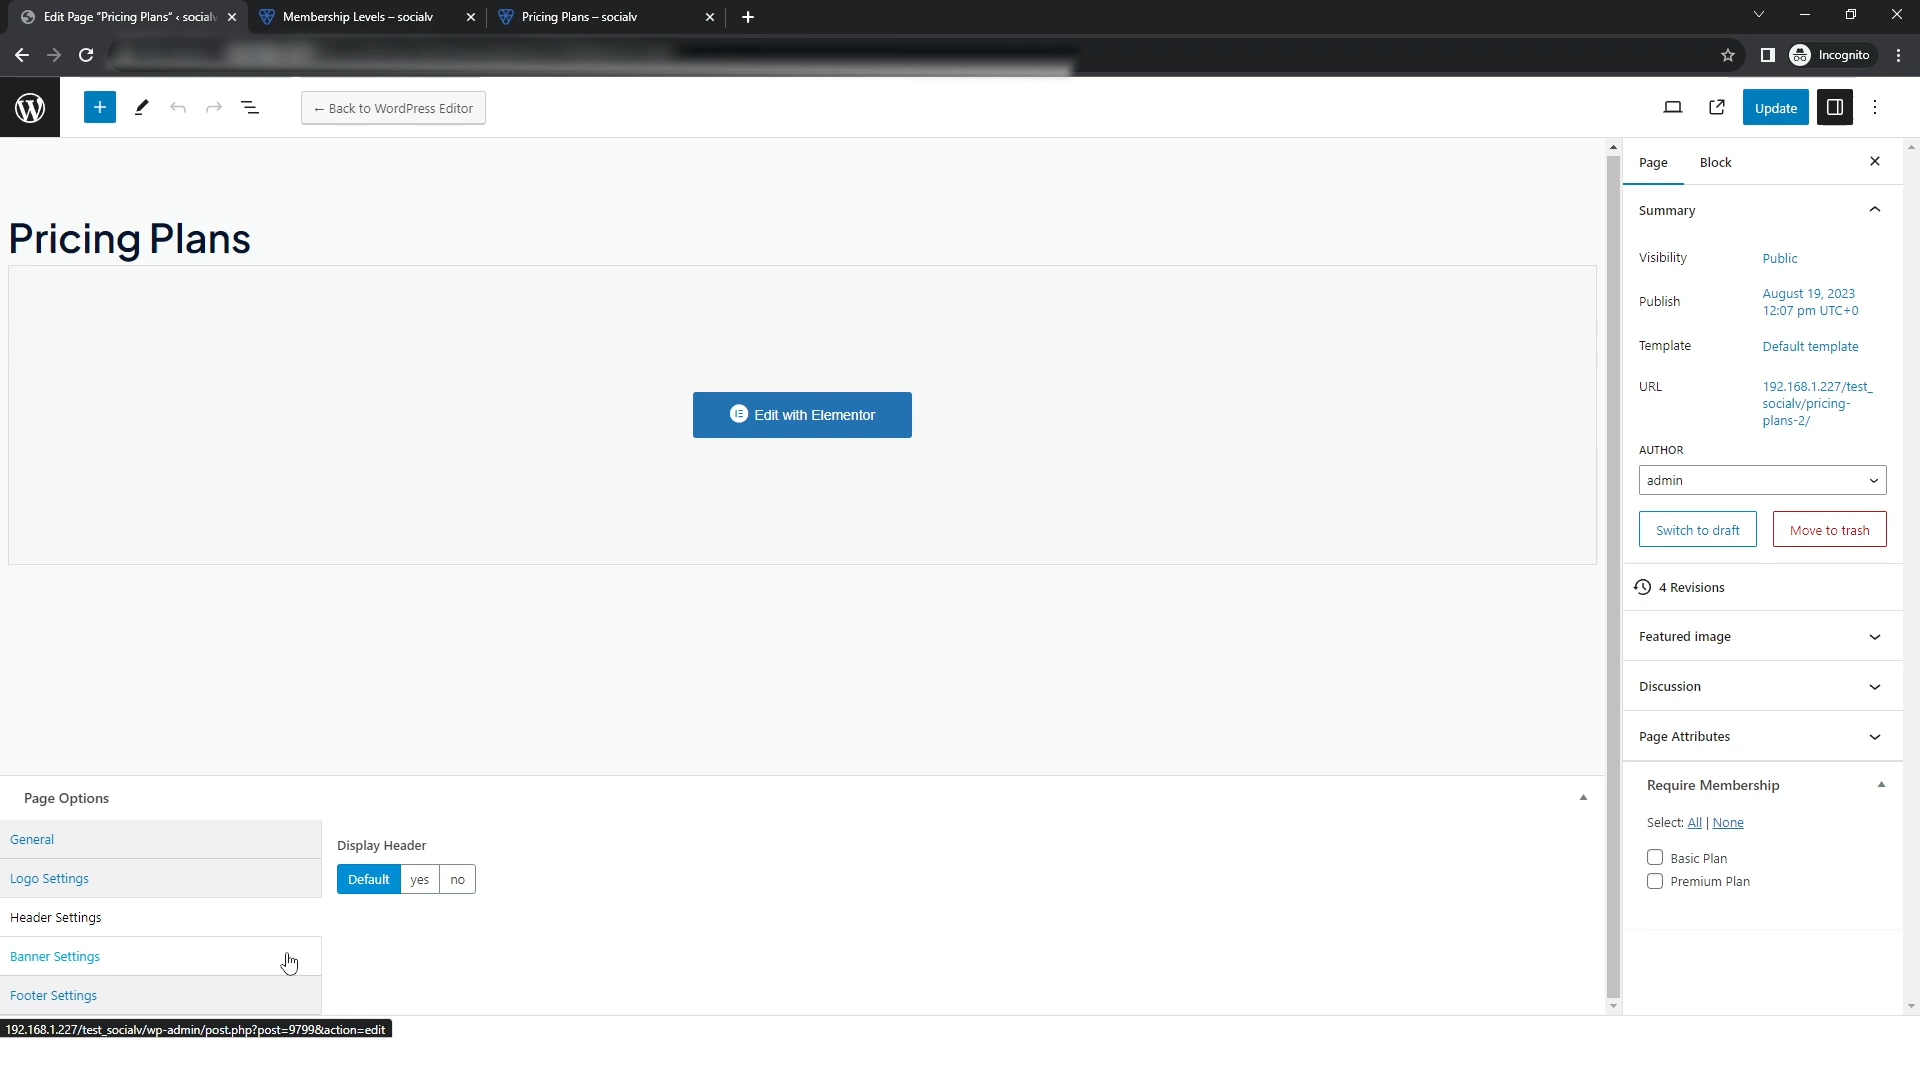 Edit Page "Pricing Plans" ‹ socialv
Membership Levels – socialv
Pricing Plans – socialv
Incognito
← Back to WordPress Editor
Update
Page
Block
Pricing Plans
Edit with Elementor
Summary
Visibility
Public
Publish
August 19, 2023
12:07 pm UTC+0
Template
Default template
URL
192.168.1.227/test_
socialv/pricing-
plans-2/
AUTHOR
admin
Switch to draft
Move to trash
4 Revisions
Featured image
Discussion
Page Attributes
Require Membership
Select: All | None
Basic Plan
Premium Plan
Page Options
General
Logo Settings
Header Settings
Banner Settings
Footer Settings
Display Header
Default
yes
no
192.168.1.227/test_socialv/wp-admin/post.php?post=9799&action=edit